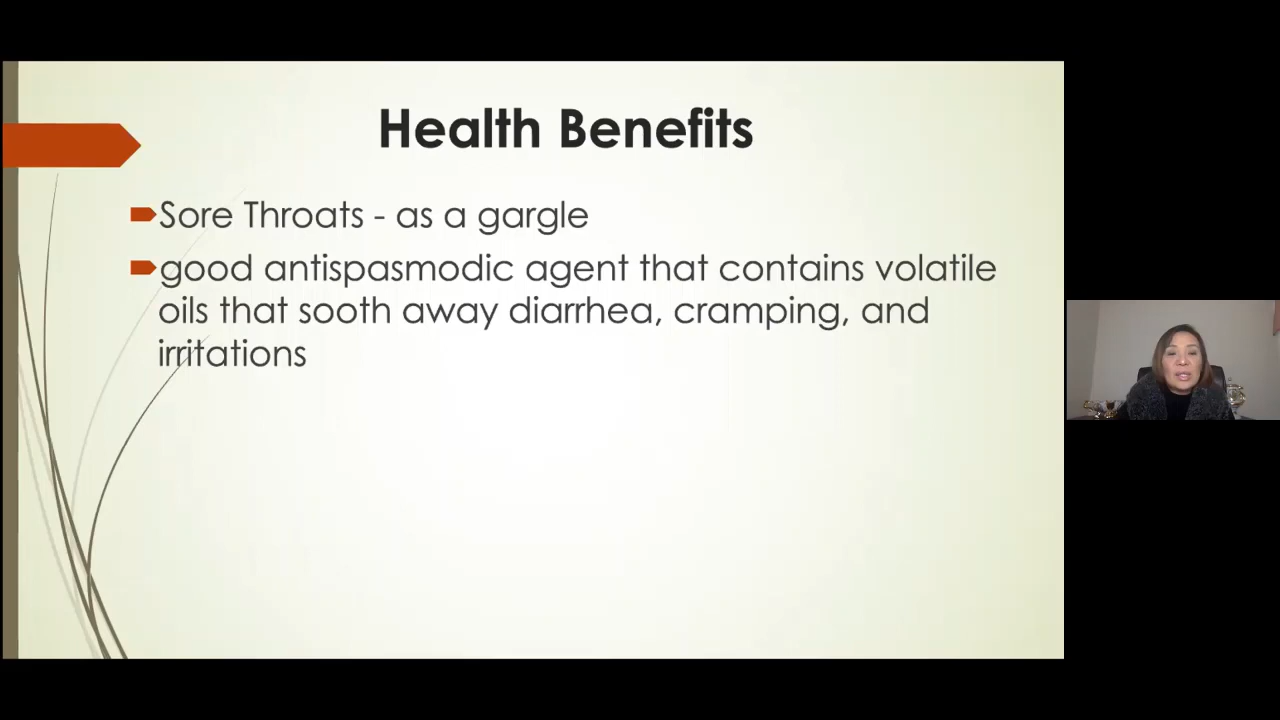 Health Benefits
Sore Throats - as a gargle
good antispasmodic agent that contains volatile
oils that sooth away diarrhea, cramping, and
irritations